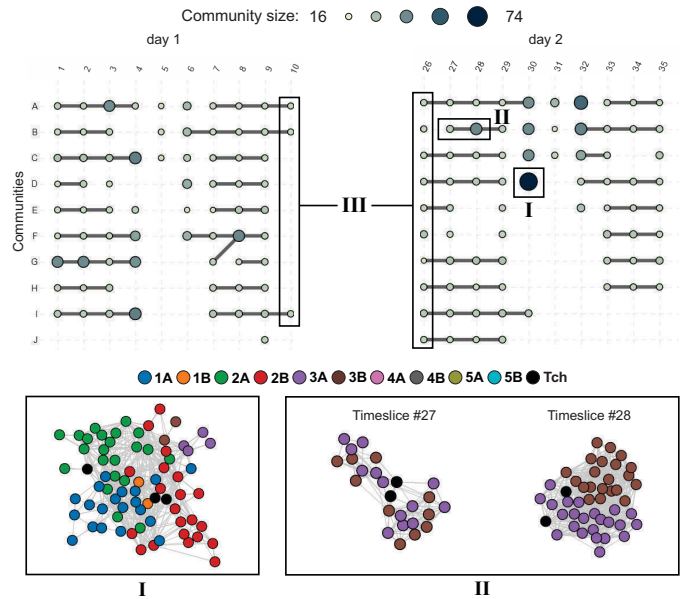 Community size: 16 74
day 1 day 2
1 2 3 4 5 6 7 8 9 10 26 27 28 29 30 31 32 33 34 35
A
B
II
C
D
Communities
III
I
E
F
G
H
I
J
1A 1B 2A 2B 3A 3B 4A 4B 5A 5B Tch
Timeslice #27 Timeslice #28
I II